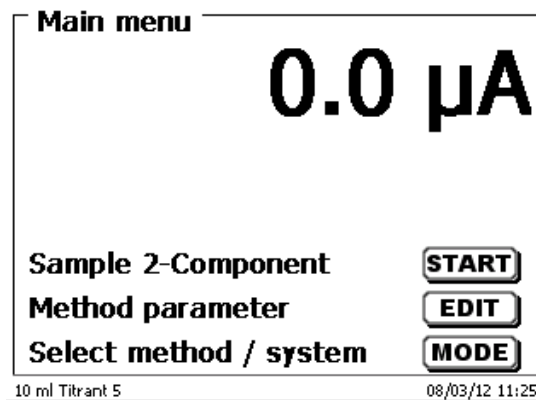 Main menu
0.0 µA
Sample 2-Component START
Method parameter EDIT
Select method / system MODE
10 ml Titrant 5 08/03/12 11:25